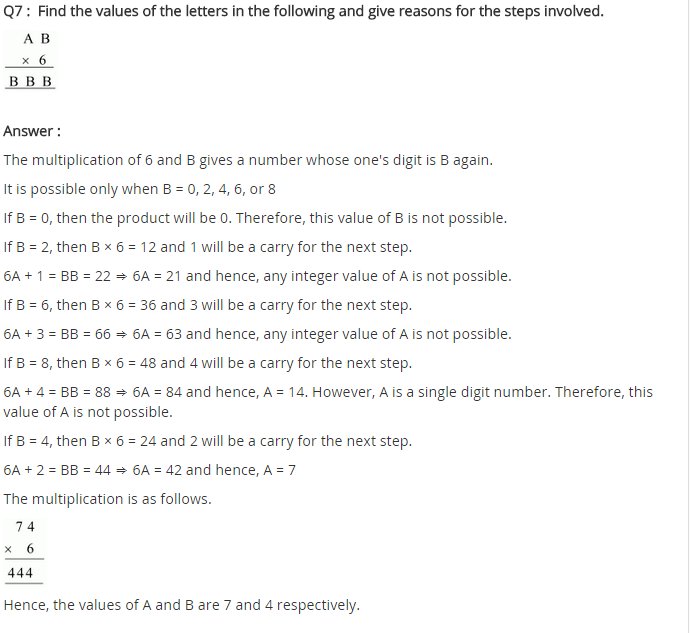 Q7 : Find the values of the letters in the following and give reasons for the steps involved.
A B
× 6
B B B
Answer :
The multiplication of 6 and B gives a number whose one's digit is B again.
It is possible only when B = 0, 2, 4, 6, or 8
If B = 0, then the product will be 0. Therefore, this value of B is not possible.
If B = 2, then B × 6 = 12 and 1 will be a carry for the next step.
6A + 1 = BB = 22 ⇒ 6A = 21 and hence, any integer value of A is not possible.
If B = 6, then B × 6 = 36 and 3 will be a carry for the next step.
6A + 3 = BB = 66 ⇒ 6A = 63 and hence, any integer value of A is not possible.
If B = 8, then B × 6 = 48 and 4 will be a carry for the next step.
6A + 4 = BB = 88 ⇒ 6A = 84 and hence, A = 14. However, A is a single digit number. Therefore, this
value of A is not possible.
If B = 4, then B × 6 = 24 and 2 will be a carry for the next step.
6A + 2 = BB = 44 ⇒ 6A = 42 and hence, A = 7
The multiplication is as follows.
7 4
× 6
444
Hence, the values of A and B are 7 and 4 respectively.